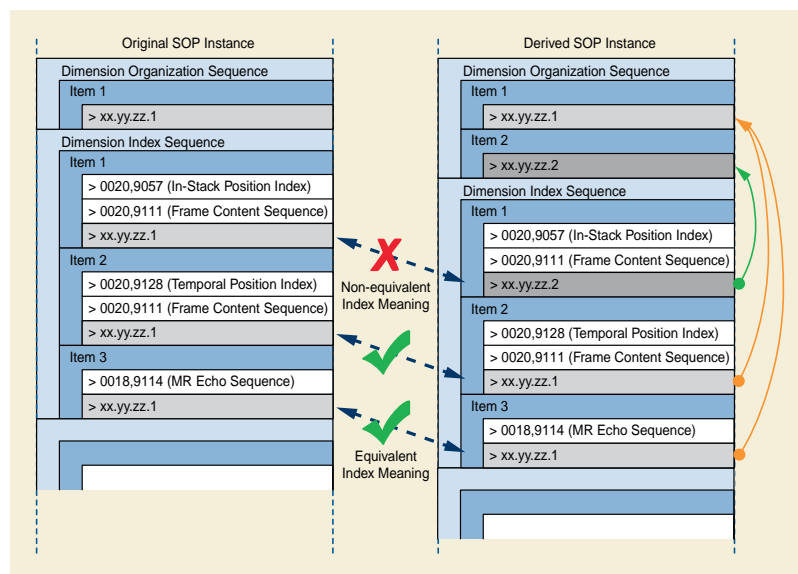 Original SOP Instance
Dimension Organization Sequence
Item 1
> xx.yy.zz.1
Dimension Index Sequence
Item 1
> 0020,9057 (In-Stack Position Index)
> 0020,9111 (Frame Content Sequence)
> xx.yy.zz.1
Item 2
> 0020,9128 (Temporal Position Index)
> 0020,9111 (Frame Content Sequence)
> xx.yy.zz.1
Item 3
> 0018,9114 (MR Echo Sequence)
> xx.yy.zz.1
Non-equivalent
Index Meaning
Equivalent
Index Meaning
Derived SOP Instance
Dimension Organization Sequence
Item 1
> xx.yy.zz.1
Item 2
> xx.yy.zz.2
Dimension Index Sequence
Item 1
> 0020,9057 (In-Stack Position Index)
> 0020,9111 (Frame Content Sequence)
> xx.yy.zz.2
Item 2
> 0020,9128 (Temporal Position Index)
> 0020,9111 (Frame Content Sequence)
> xx.yy.zz.1
Item 3
> 0018,9114 (MR Echo Sequence)
> xx.yy.zz.1